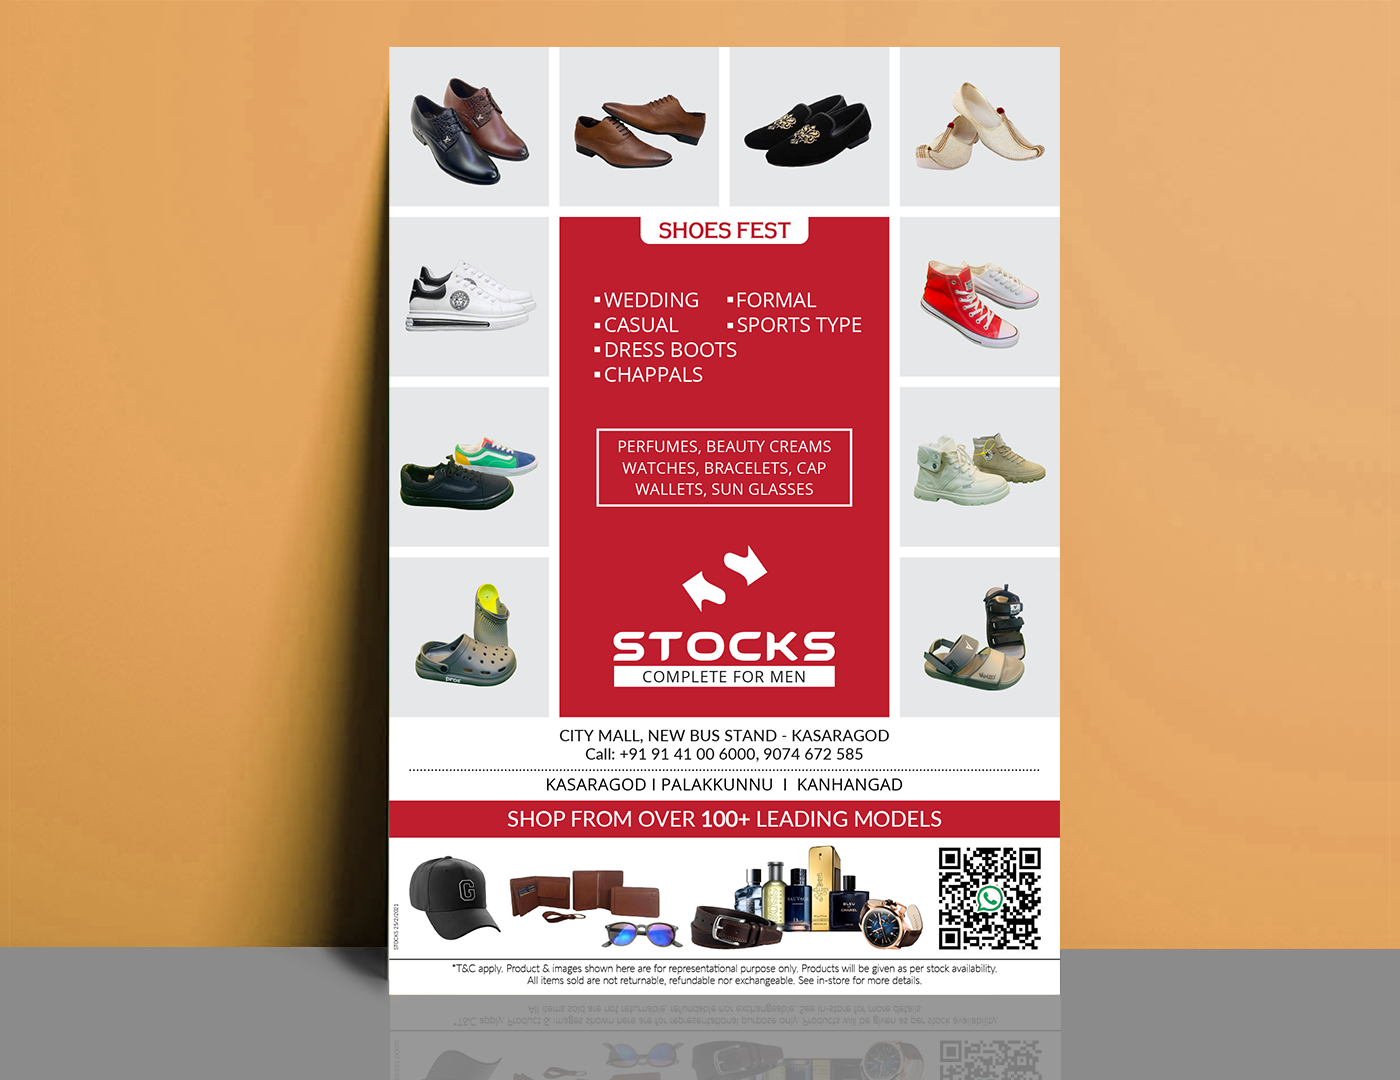 SHOES FEST
▪WEDDING ▪FORMAL
▪CASUAL ▪SPORTS TYPE
▪DRESS BOOTS
▪CHAPPALS
PERFUMES, BEAUTY CREAMS
WATCHES, BRACELETS, CAP
WALLETS, SUN GLASSES
STOCKS
COMPLETE FOR MEN
CITY MALL, NEW BUS STAND - KASARAGOD
Call: +91 91 41 00 6000, 9074 672 585
KASARAGOD I PALAKKUNNU I KANHANGAD
SHOP FROM OVER 100+ LEADING MODELS
G
SAUVAGE
Dior
BLEU
CHANEL
STOCKS 25/2/2021
*T&C apply. Product & images shown here are for representational purpose only. Products will be given as per stock availability.
All items sold are not returnable, refundable nor exchangeable. See in-store for more details.